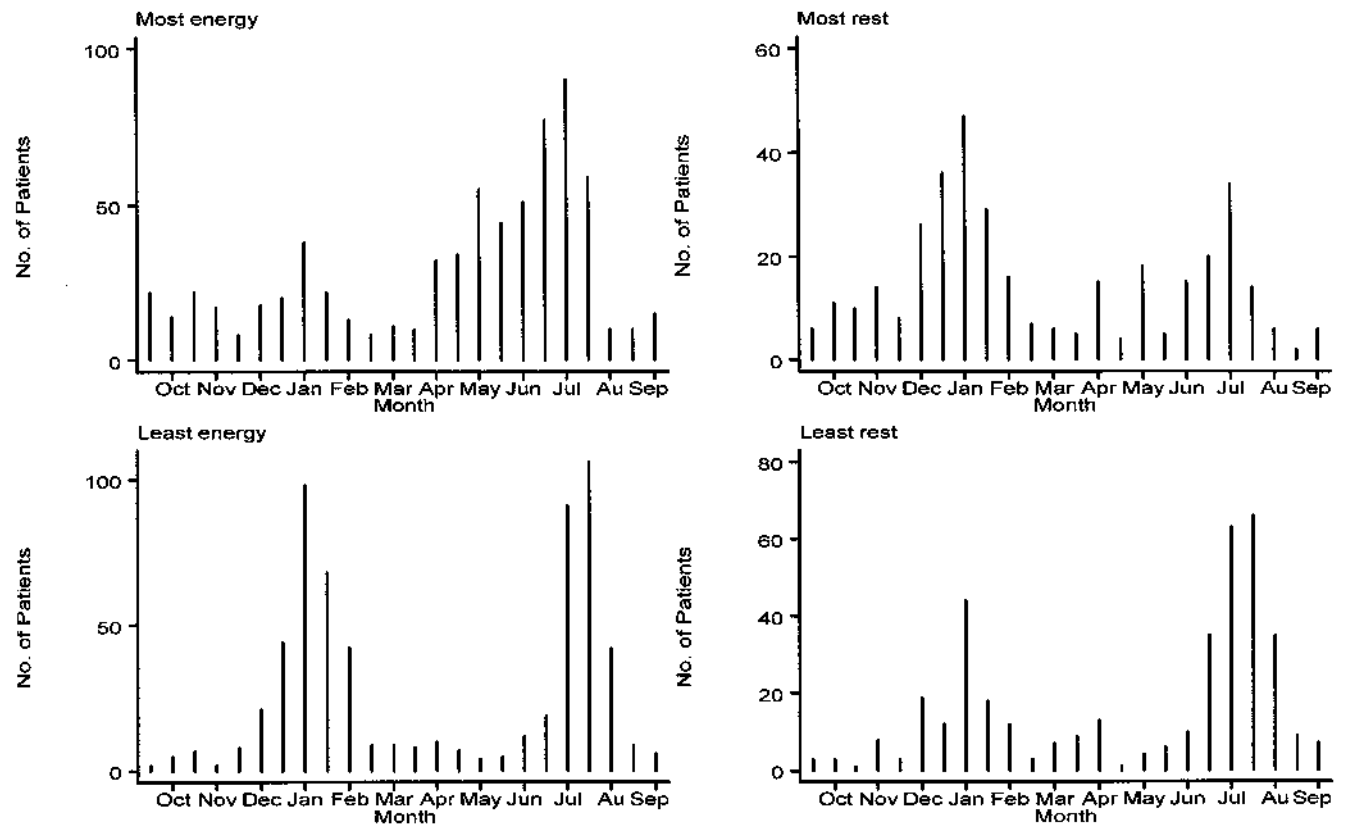 Most energy
100
50
0
No. of Patients
Oct Nov Dec Jan Feb Mar Apr May Jun Jul Au Sep
Month
Most rest
60
40
20
0
No. of Patients
Oct Nov Dec Jan Feb Mar Apr May Jun Jul Au Sep
Month
Least energy
100
50
0
No. of Patients
Oct Nov Dec Jan Feb Mar Apr May Jun Jul Au Sep
Month
Least rest
80
60
40
20
0
No. of Patients
Oct Nov Dec Jan Feb Mar Apr May Jun Jul Au Sep
Month